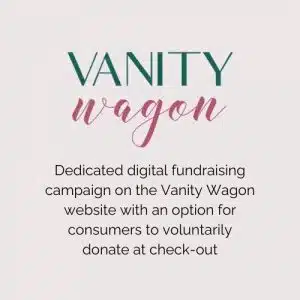 VANITY
wagon
Dedicated digital fundraising
campaign on the Vanity Wagon
website with an option for
consumers to voluntarily
donate at check-out